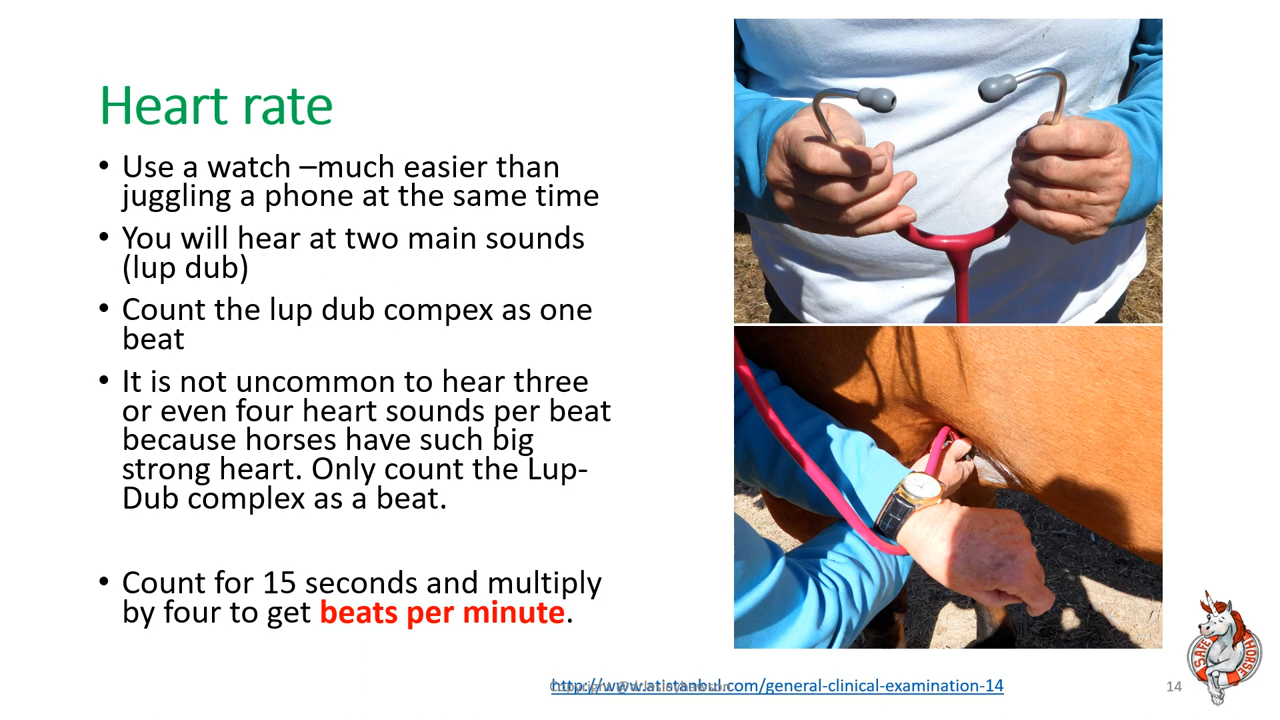 Heart rate
• Use a watch –much easier than
juggling a phone at the same time
• You will hear at two main sounds
(lup dub)
• Count the lup dub compex as one
beat
• It is not uncommon to hear three
or even four heart sounds per beat
because horses have such big
strong heart. Only count the Lup-
Dub complex as a beat.
• Count for 15 seconds and multiply
by four to get beats per minute.
http://www.atistanbul.com/general-clinical-examination-14
14
SAFE HORSE